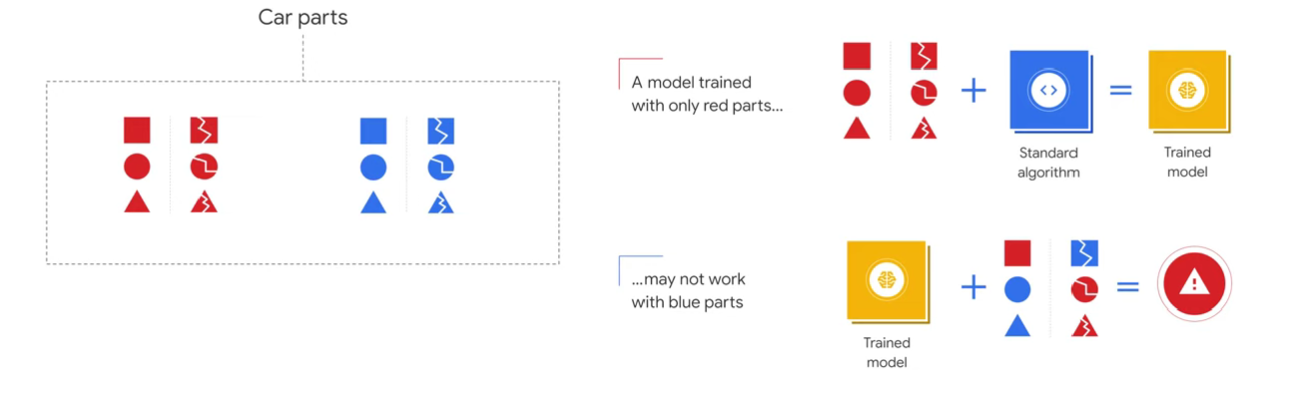 Car parts
A model trained
with only red parts...
Standard
algorithm
Trained
model
...may not work
with blue parts
Trained
model